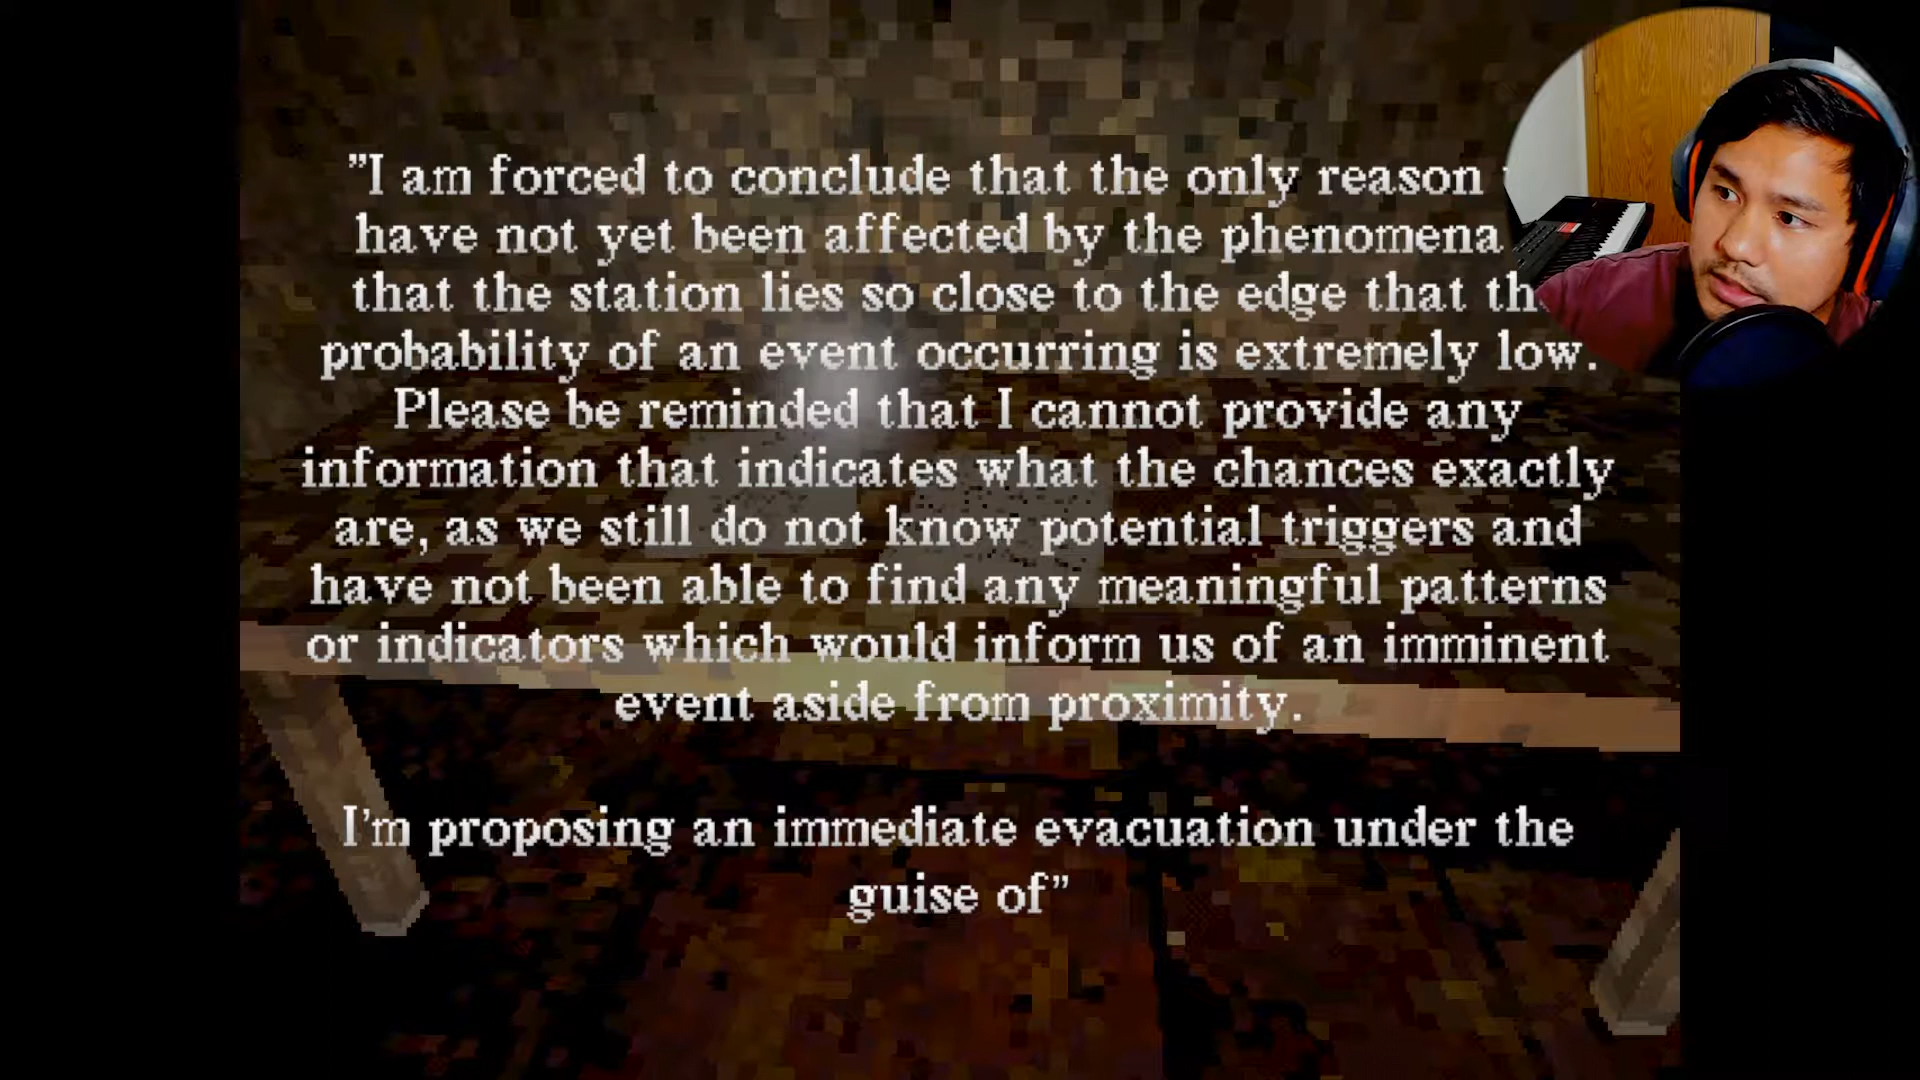 "I am forced to conclude that the only reason
have not yet been affected by the phenomena
that the station lies so close to the edge that
probability of an event occurring is extremely low.
Please be reminded that I cannot provide any
information that indicates what the chances exactly
are, as we still do not know potential triggers and
have not been able to find any meaningful patterns
or indicators which would inform us of an imminent
event aside from proximity.
I'm proposing an immediate evacuation under the
guise of"